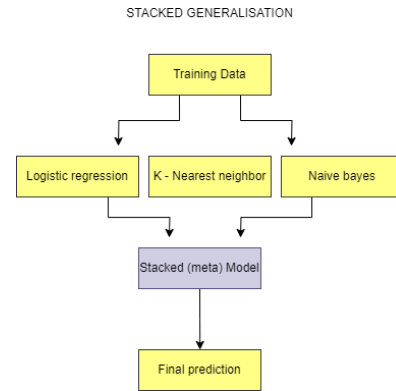 STACKED GENERALISATION
Training Data
Logistic regression
K - Nearest neighbor
Naive bayes
Stacked (meta) Model
Final prediction